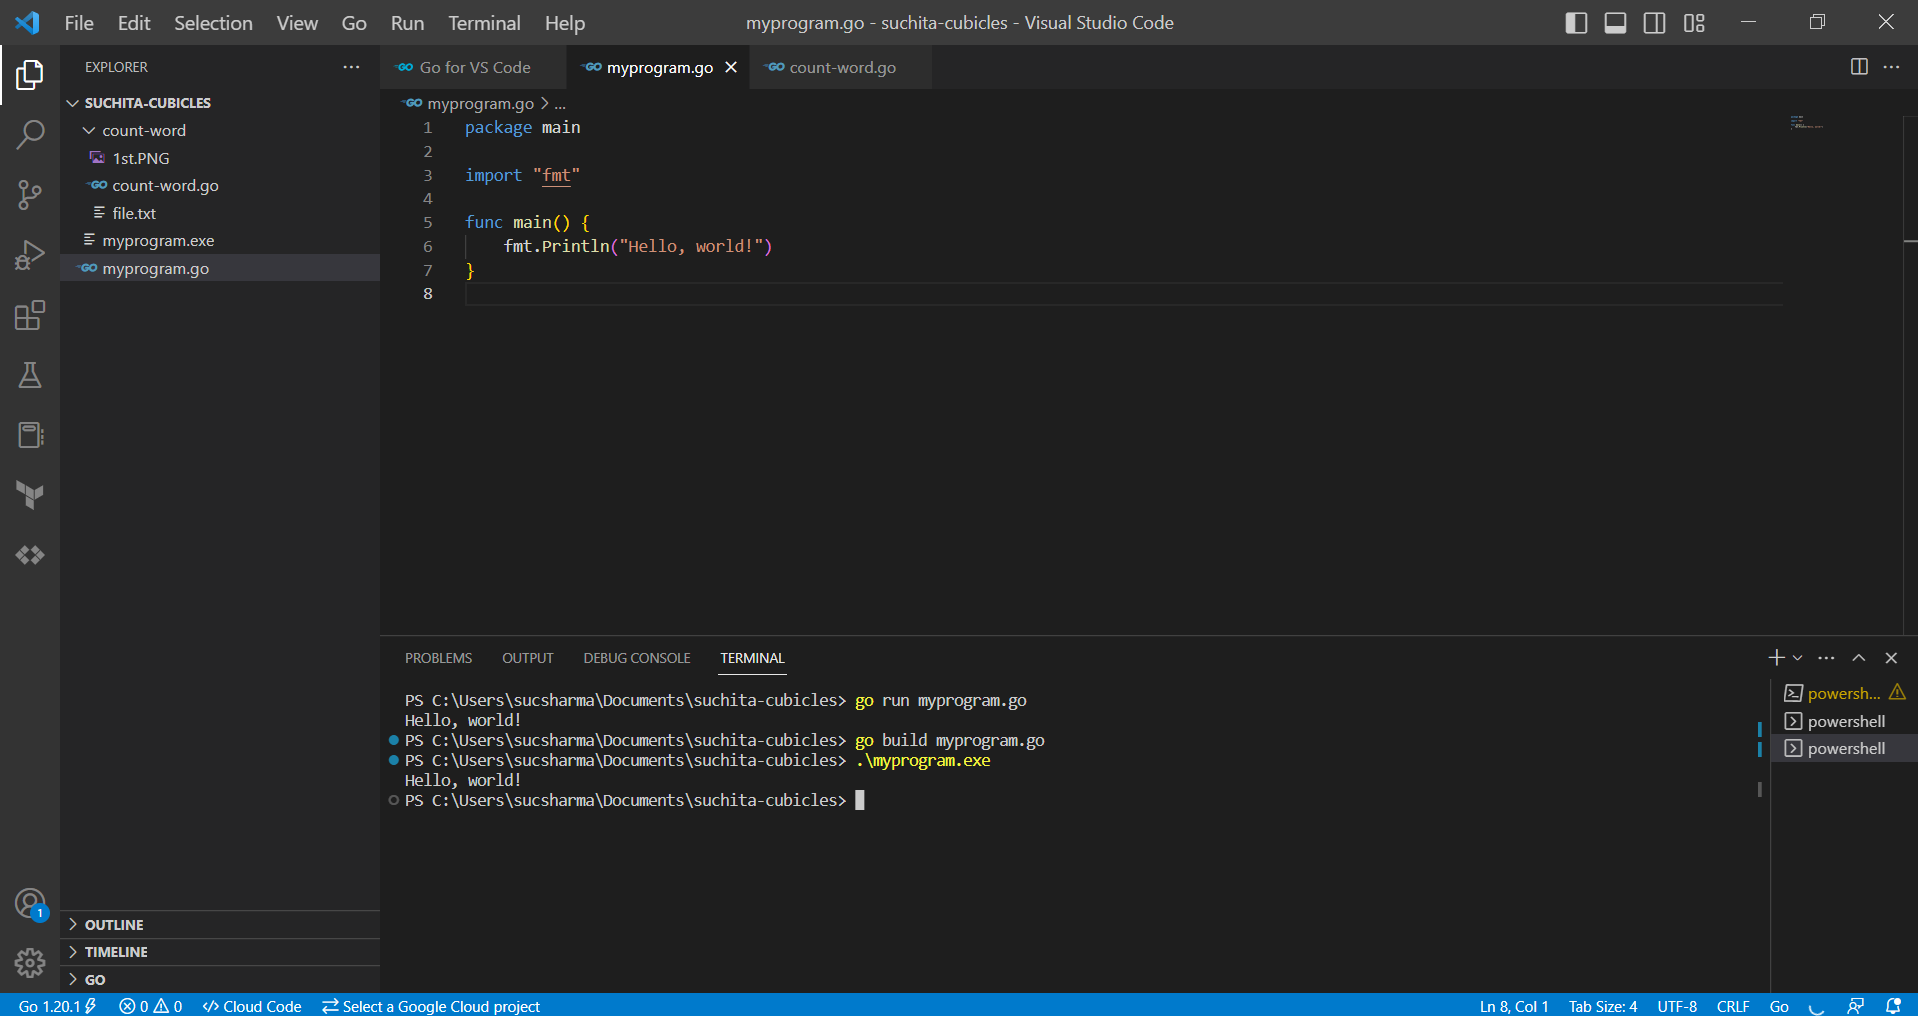 File Edit Selection View Go Run Terminal Help myprogram.go - suchita-cubicles - Visual Studio Code
EXPLORER
SUCHITA-CUBICLES
count-word
1st.PNG
count-word.go
file.txt
myprogram.exe
myprogram.go
Go for VS Code myprogram.go count-word.go
myprogram.go > ...
1 package main
2
3 import "fmt"
4
5 func main() {
6 fmt.Println("Hello, world!")
7 }
8
PROBLEMS OUTPUT DEBUG CONSOLE TERMINAL
PS C:\Users\sucsharma\Documents\suchita-cubicles> go run myprogram.go
Hello, world!
PS C:\Users\sucsharma\Documents\suchita-cubicles> go build myprogram.go
PS C:\Users\sucsharma\Documents\suchita-cubicles> .\myprogram.exe
Hello, world!
PS C:\Users\sucsharma\Documents\suchita-cubicles>
powersh...
powershell
powershell
1
OUTLINE
TIMELINE
GO
Go 1.20.1 0 0 Cloud Code Select a Google Cloud project Ln 8, Col 1 Tab Size: 4 UTF-8 CRLF Go